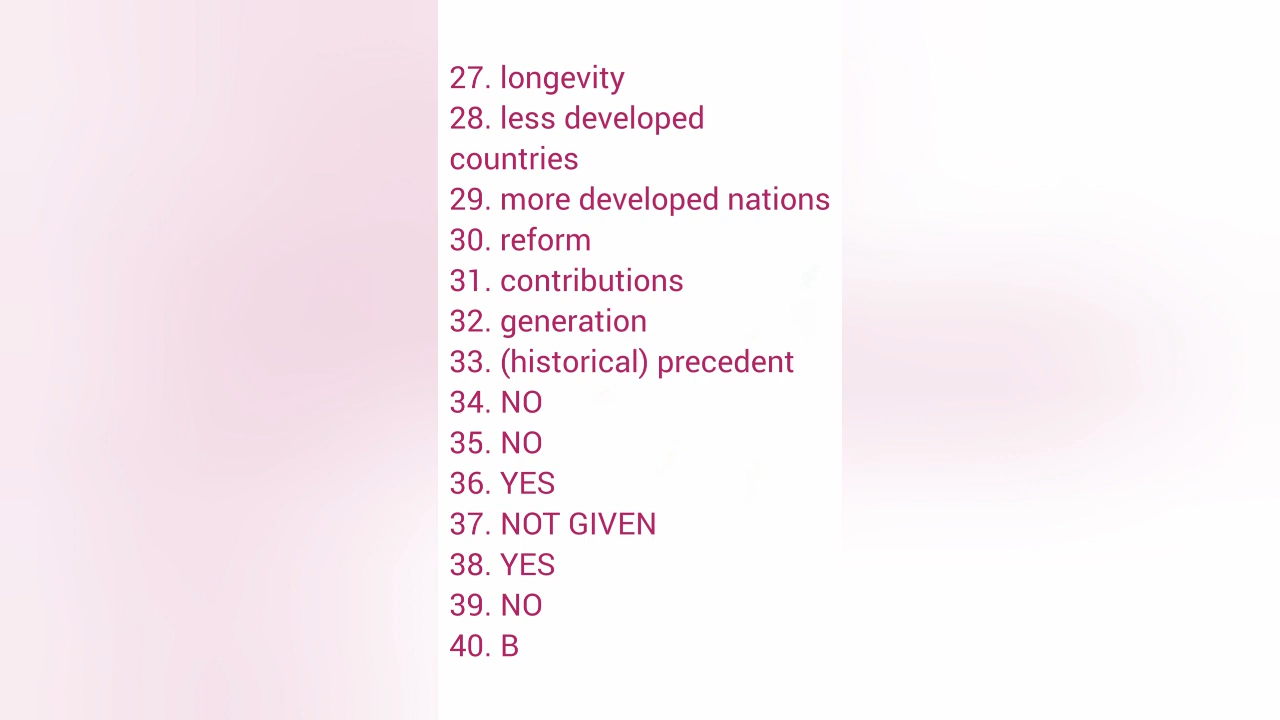 27. longevity
28. less developed
countries
29. more developed nations
30. reform
31. contributions
32. generation
33. (historical) precedent
34. NO
35. NO
36. YES
37. NOT GIVEN
38. YES
39. NO
40. B